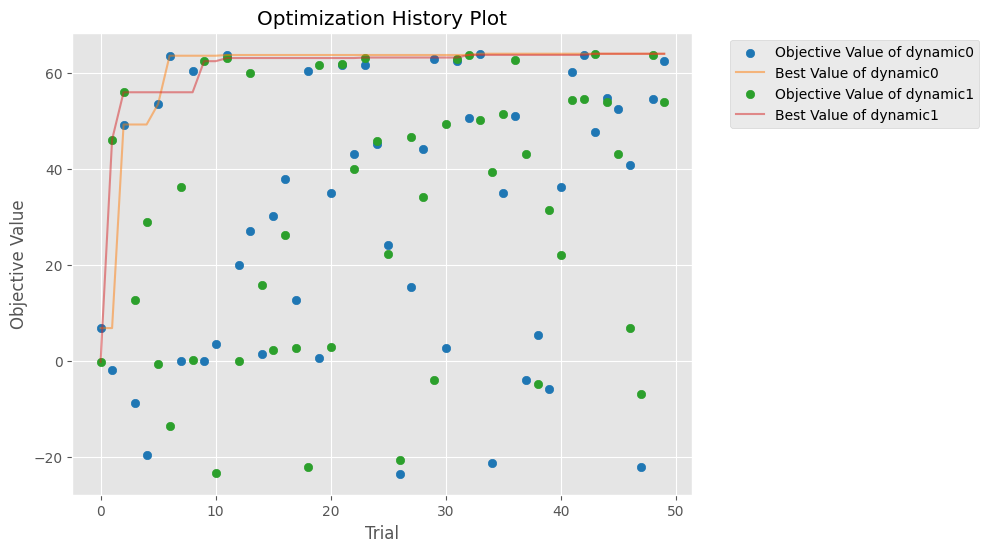 Optimization History Plot
Objective Value of dynamic0
Best Value of dynamic0
Objective Value of dynamic1
Best Value of dynamic1
Objective Value
60
40
20
0
−20
0
10
20
30
40
50
Trial